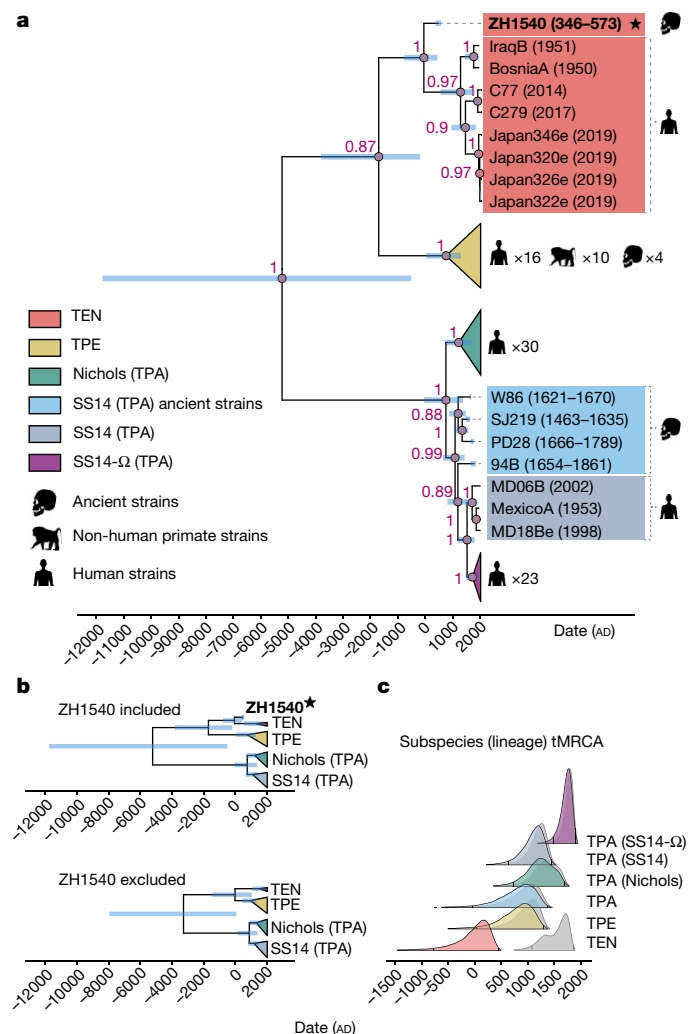 a
ZH1540 (346–573) ★
IraqB (1951)
BosniaA (1950)
C77 (2014)
C279 (2017)
Japan346e (2019)
Japan320e (2019)
Japan326e (2019)
Japan322e (2019)
1
1
0.97
1
0.9
1
0.97
0.87
1
×16
×10
×4
1
TEN
TPE
Nichols (TPA)
SS14 (TPA) ancient strains
SS14 (TPA)
SS14-Ω (TPA)
Ancient strains
Non-human primate strains
Human strains
1
×30
1
W86 (1621–1670)
0.88
SJ219 (1463–1635)
1
PD28 (1666–1789)
0.99
94B (1654–1861)
0.89
1
MD06B (2002)
MexicoA (1953)
1
MD18Be (1998)
1
1
×23
–12000
–11000
–10000
–9000
–8000
–7000
–6000
–5000
–4000
–3000
–2000
–1000
0
1000
2000
Date (AD)
b
ZH1540 included
ZH1540★
TEN
TPE
Nichols (TPA)
SS14 (TPA)
–12000
–10000
–8000
–6000
–4000
–2000
0
2000
ZH1540 excluded
TEN
TPE
Nichols (TPA)
SS14 (TPA)
–12000
–10000
–8000
–6000
–4000
–2000
0
2000
Date (AD)
c
Subspecies (lineage) tMRCA
TPA (SS14-Ω)
TPA (SS14)
TPA (Nichols)
TPA
TPE
TEN
–1500
–1000
–500
0
500
1000
1500
2000